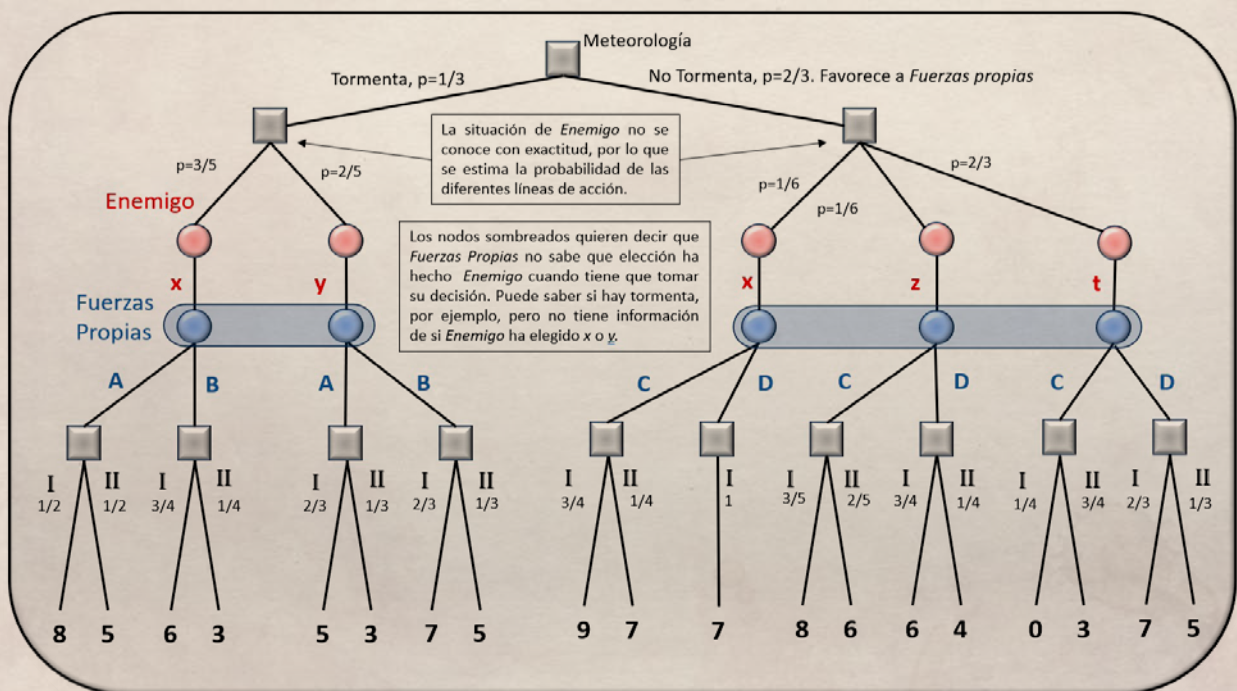 Meteorología
Tormenta, p=1/3
No Tormenta, p=2/3. Favorece a Fuerzas propias
La situación de Enemigo no se
conoce con exactitud, por lo que
se estima la probabilidad de las
diferentes líneas de acción.
p=3/5
p=2/5
p=1/6
p=1/6
p=2/3
Enemigo
Los nodos sombreados quieren decir que
Fuerzas Propias no sabe que elección ha
hecho Enemigo cuando tiene que tomar
su decisión. Puede saber si hay tormenta,
por ejemplo, pero no tiene información
de si Enemigo ha elegido x o y.
x y x z t
Fuerzas
Propias
A B A B C D C D C D
I II I II I II I II I II I I II I II I II I II
1/2 1/2 3/4 1/4 2/3 1/3 2/3 1/3 3/4 1/4 1 3/5 2/5 3/4 1/4 1/4 3/4 2/3 1/3
8 5 6 3 5 3 7 5 9 7 7 8 6 6 4 0 3 7 5